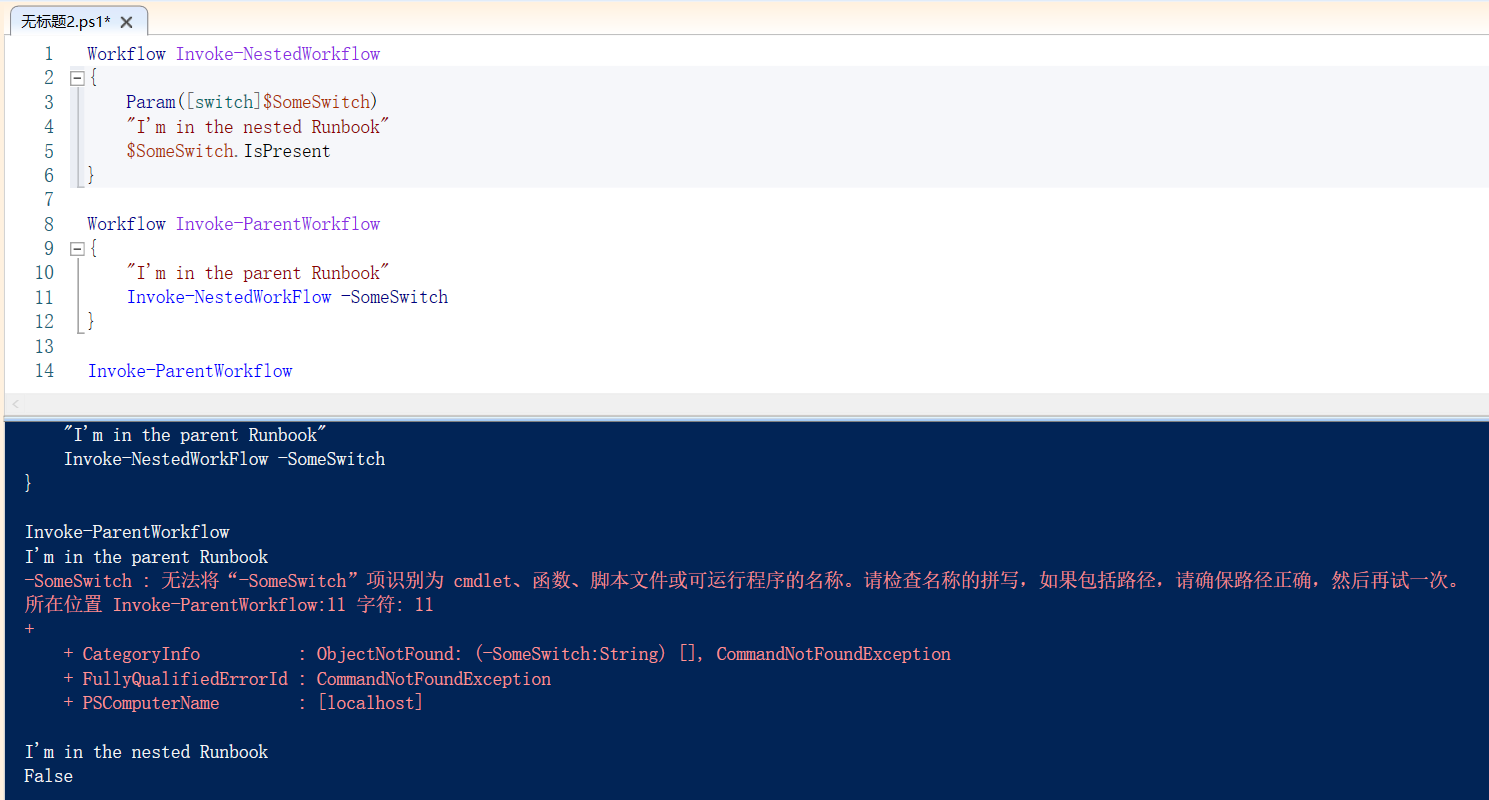 无标题2.ps1* ×
1 Workflow Invoke-NestedWorkflow
2 {
3 Param([switch]$SomeSwitch)
4 "I'm in the nested Runbook"
5 $SomeSwitch.IsPresent
6 }
7
8 Workflow Invoke-ParentWorkflow
9 {
10 "I'm in the parent Runbook"
11 Invoke-NestedWorkFlow -SomeSwitch
12 }
13
14 Invoke-ParentWorkflow
"I'm in the parent Runbook"
Invoke-NestedWorkFlow -SomeSwitch
}
Invoke-ParentWorkflow
I'm in the parent Runbook
-SomeSwitch : 无法将“-SomeSwitch”项识别为 cmdlet、函数、脚本文件或可运行程序的名称。请检查名称的拼写，如果包括路径，请确保路径正确，然后再试一次。
所在位置 Invoke-ParentWorkflow:11 字符: 11
+
+ CategoryInfo : ObjectNotFound: (-SomeSwitch:String) [], CommandNotFoundException
+ FullyQualifiedErrorId : CommandNotFoundException
+ PSComputerName : [localhost]
I'm in the nested Runbook
False